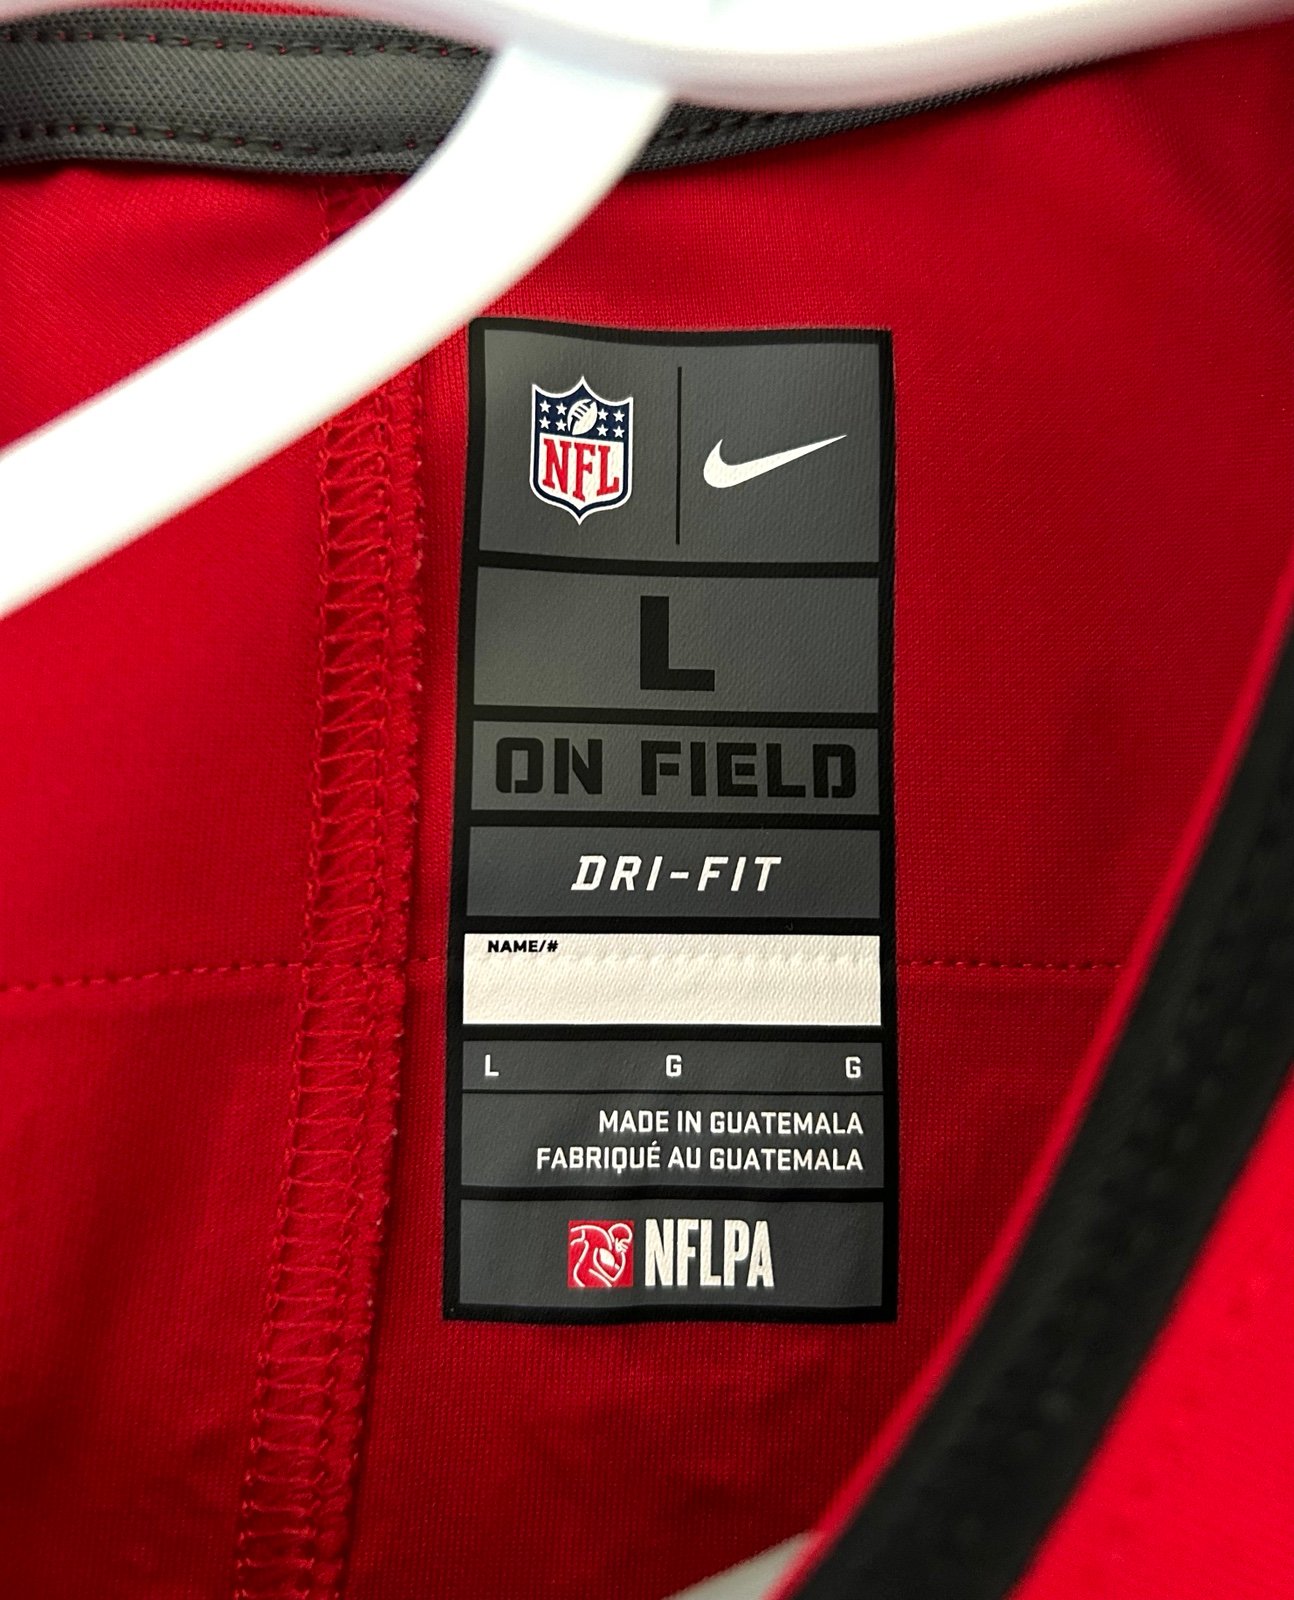 NFL
L
ON FIELD
DRI-FIT
NAME/#
L G G
MADE IN GUATEMALA
FABRIQUÉ AU GUATEMALA
NFLPA